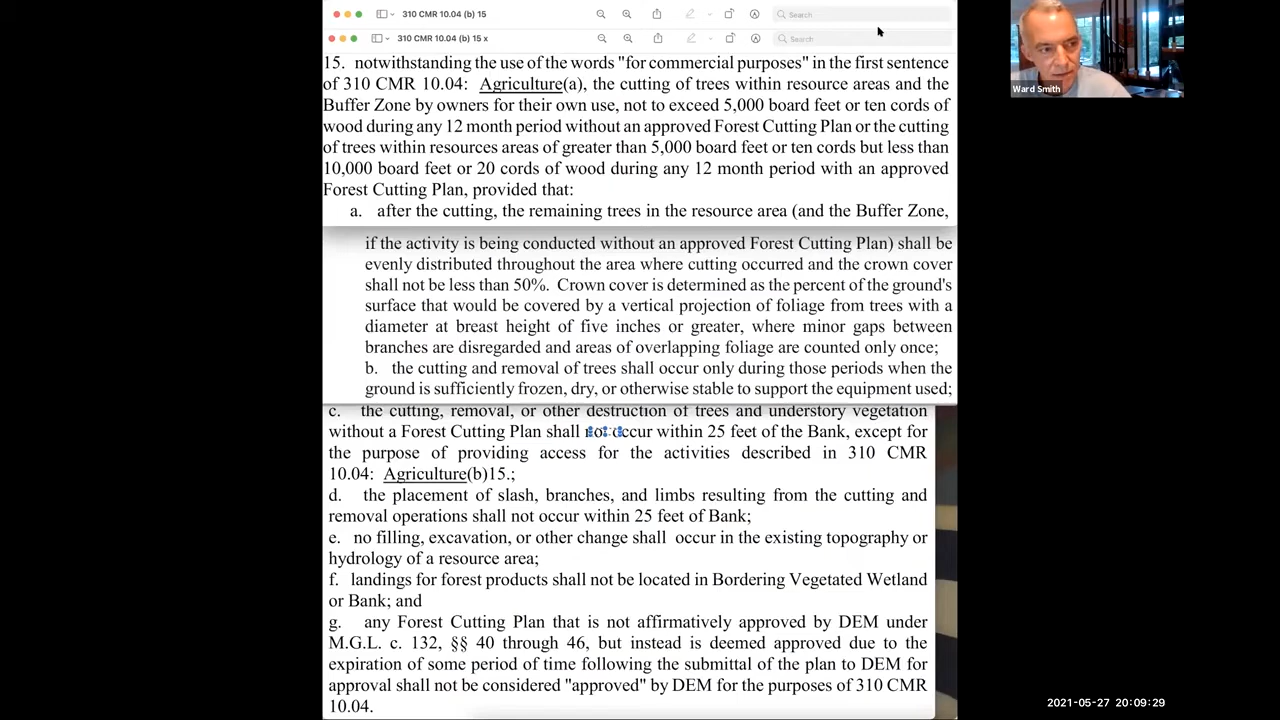 310 CMR 10.04 (b) 15
Search
310 CMR 10.04 (b) 15 x
Search
15. notwithstanding the use of the words "for commercial purposes" in the first sentence
of 310 CMR 10.04: Agriculture(a), the cutting of trees within resource areas and the
Buffer Zone by owners for their own use, not to exceed 5,000 board feet or ten cords of
wood during any 12 month period without an approved Forest Cutting Plan or the cutting
of trees within resources areas of greater than 5,000 board feet or ten cords but less than
10,000 board feet or 20 cords of wood during any 12 month period with an approved
Forest Cutting Plan, provided that:
a. after the cutting, the remaining trees in the resource area (and the Buffer Zone,
if the activity is being conducted without an approved Forest Cutting Plan) shall be
evenly distributed throughout the area where cutting occurred and the crown cover
shall not be less than 50%. Crown cover is determined as the percent of the ground's
surface that would be covered by a vertical projection of foliage from trees with a
diameter at breast height of five inches or greater, where minor gaps between
branches are disregarded and areas of overlapping foliage are counted only once;
b. the cutting and removal of trees shall occur only during those periods when the
ground is sufficiently frozen, dry, or otherwise stable to support the equipment used;
c. the cutting, removal, or other destruction of trees and understory vegetation
without a Forest Cutting Plan shall not occur within 25 feet of the Bank, except for
the purpose of providing access for the activities described in 310 CMR
10.04: Agriculture(b)15.;
d. the placement of slash, branches, and limbs resulting from the cutting and
removal operations shall not occur within 25 feet of Bank;
e. no filling, excavation, or other change shall occur in the existing topography or
hydrology of a resource area;
f. landings for forest products shall not be located in Bordering Vegetated Wetland
or Bank; and
g. any Forest Cutting Plan that is not affirmatively approved by DEM under
M.G.L. c. 132, §§ 40 through 46, but instead is deemed approved due to the
expiration of some period of time following the submittal of the plan to DEM for
approval shall not be considered "approved" by DEM for the purposes of 310 CMR
10.04.
Ward Smith
2021-05-27 20:09:29